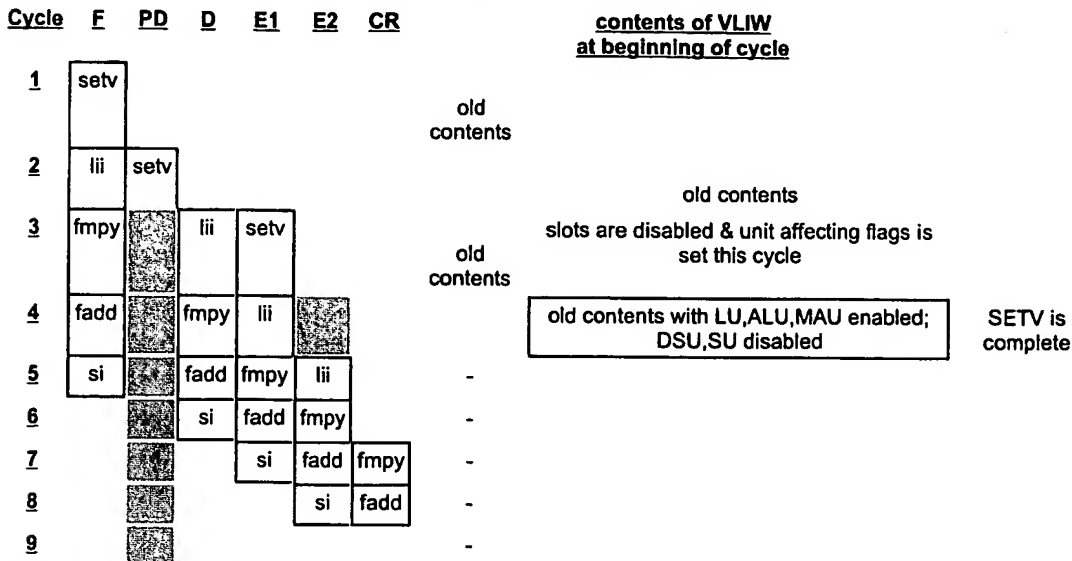 Cycle F PD D E1 E2 CR contents of VLIW
at beginning of cycle
1 setv
old
contents
2 lii setv
old contents
3 fmpy lii setv slots are disabled & unit affecting flags is
set this cycle
old
contents
4 fadd fmpy lii old contents with LU,ALU,MAU enabled; SETV is
DSU,SU disabled complete
5 si fadd fmpy lii -
6 si fadd fmpy -
7 si fadd fmpy -
8 si fadd -
9 -